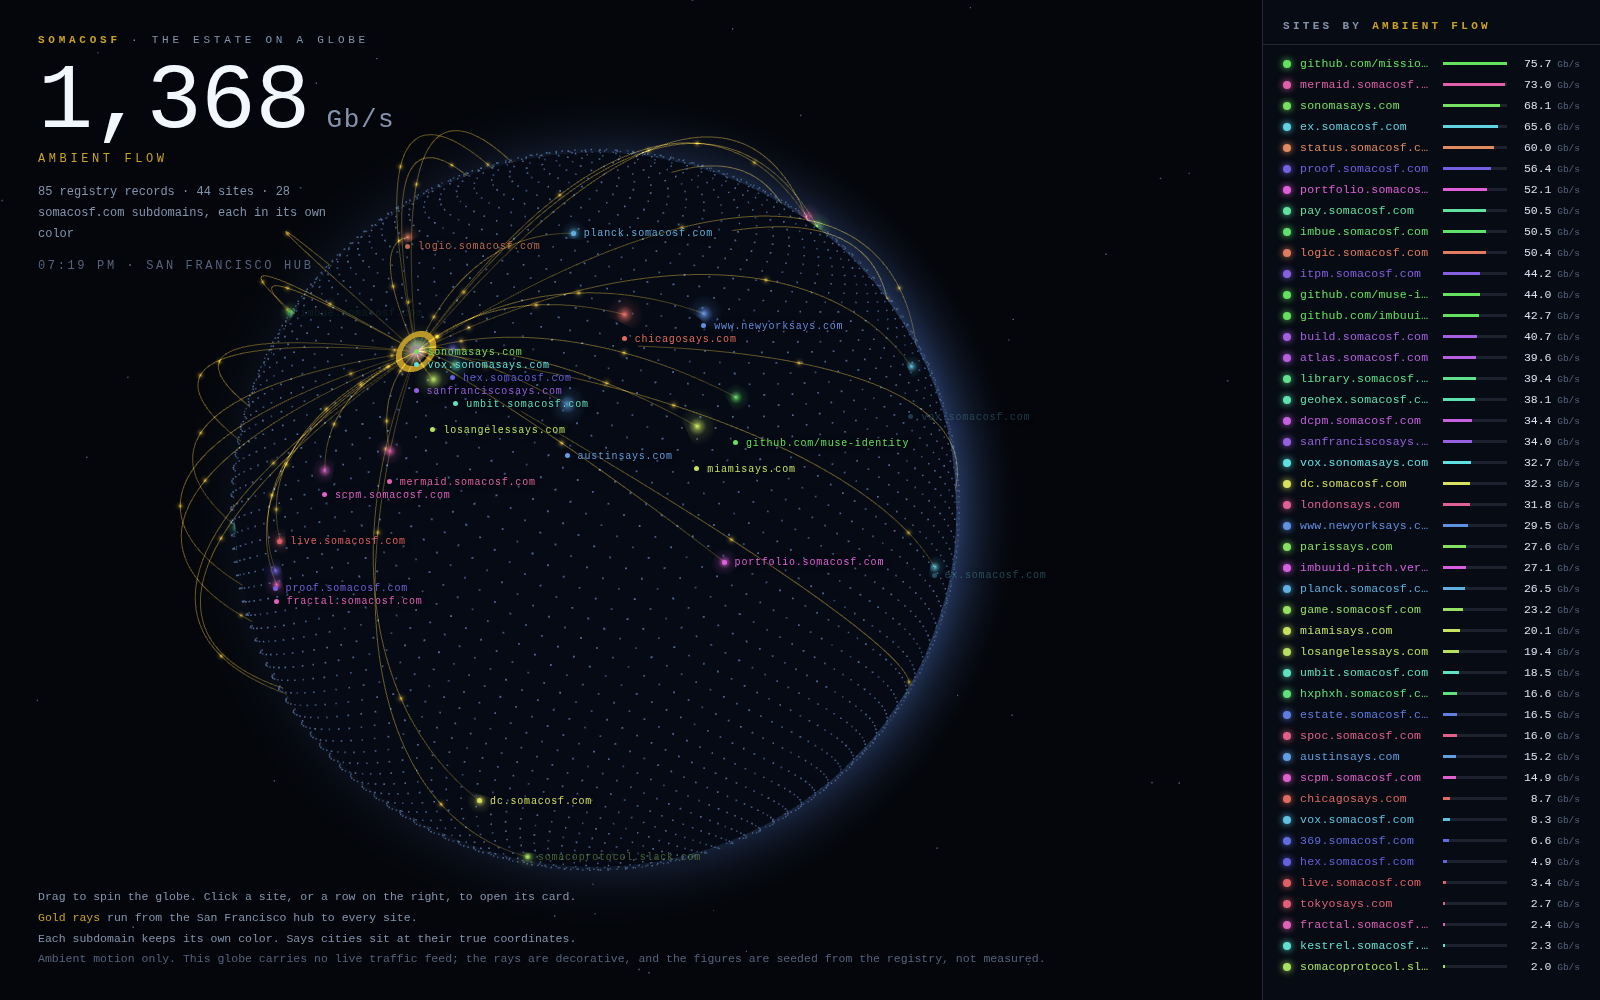 SOMACOSF · THE ESTATE ON A GLOBE
1,368 Gb/s
AMBIENT FLOW
85 registry records · 44 sites · 28
somacosf.com subdomains, each in its own
color
07:19 PM · SAN FRANCISCO HUB
planck.somacosf.com
logic.somacosf.com
www.newyorksays.com
chicagosays.com
sonomasays.com
vox.sonomasays.com
hex.somacosf.com
sanfranciscosays.com
umbit.somacosf.com
vox.somacosf.com
losangelessays.com
github.com/muse-identity
austinsays.com
miamisays.com
mermaid.somacosf.com
scpm.somacosf.com
live.somacosf.com
portfolio.somacosf.com
ex.somacosf.com
proof.somacosf.com
fractal.somacosf.com
dc.somacosf.com
somacoprotocol.slack.com
Drag to spin the globe. Click a site, or a row on the right, to open its card.
Gold rays run from the San Francisco hub to every site.
Each subdomain keeps its own color. Says cities sit at their true coordinates.
Ambient motion only. This globe carries no live traffic feed; the rays are decorative, and the figures are seeded from the registry, not measured.
SITES BY AMBIENT FLOW
github.com/missio… 75.7 Gb/s
mermaid.somacosf.… 73.0 Gb/s
sonomasays.com 68.1 Gb/s
ex.somacosf.com 65.6 Gb/s
status.somacosf.c… 60.0 Gb/s
proof.somacosf.com 56.4 Gb/s
portfolio.somacos… 52.1 Gb/s
pay.somacosf.com 50.5 Gb/s
imbue.somacosf.com 50.5 Gb/s
logic.somacosf.com 50.4 Gb/s
itpm.somacosf.com 44.2 Gb/s
github.com/muse-i… 44.0 Gb/s
github.com/imbuui… 42.7 Gb/s
build.somacosf.com 40.7 Gb/s
atlas.somacosf.com 39.6 Gb/s
library.somacosf.… 39.4 Gb/s
geohex.somacosf.c… 38.1 Gb/s
dcpm.somacosf.com 34.4 Gb/s
sanfranciscosays.… 34.0 Gb/s
vox.sonomasays.com 32.7 Gb/s
dc.somacosf.com 32.3 Gb/s
londonsays.com 31.8 Gb/s
www.newyorksays.c… 29.5 Gb/s
parissays.com 27.6 Gb/s
imbuuid-pitch.ver… 27.1 Gb/s
planck.somacosf.com 26.5 Gb/s
game.somacosf.com 23.2 Gb/s
miamisays.com 20.1 Gb/s
losangelessays.com 19.4 Gb/s
umbit.somacosf.com 18.5 Gb/s
hxphxh.somacosf.c… 16.6 Gb/s
estate.somacosf.c… 16.5 Gb/s
spoc.somacosf.com 16.0 Gb/s
austinsays.com 15.2 Gb/s
scpm.somacosf.com 14.9 Gb/s
chicagosays.com 8.7 Gb/s
vox.somacosf.com 8.3 Gb/s
369.somacosf.com 6.6 Gb/s
hex.somacosf.com 4.9 Gb/s
live.somacosf.com 3.4 Gb/s
tokyosays.com 2.7 Gb/s
fractal.somacosf.… 2.4 Gb/s
kestrel.somacosf.… 2.3 Gb/s
somacoprotocol.sl… 2.0 Gb/s